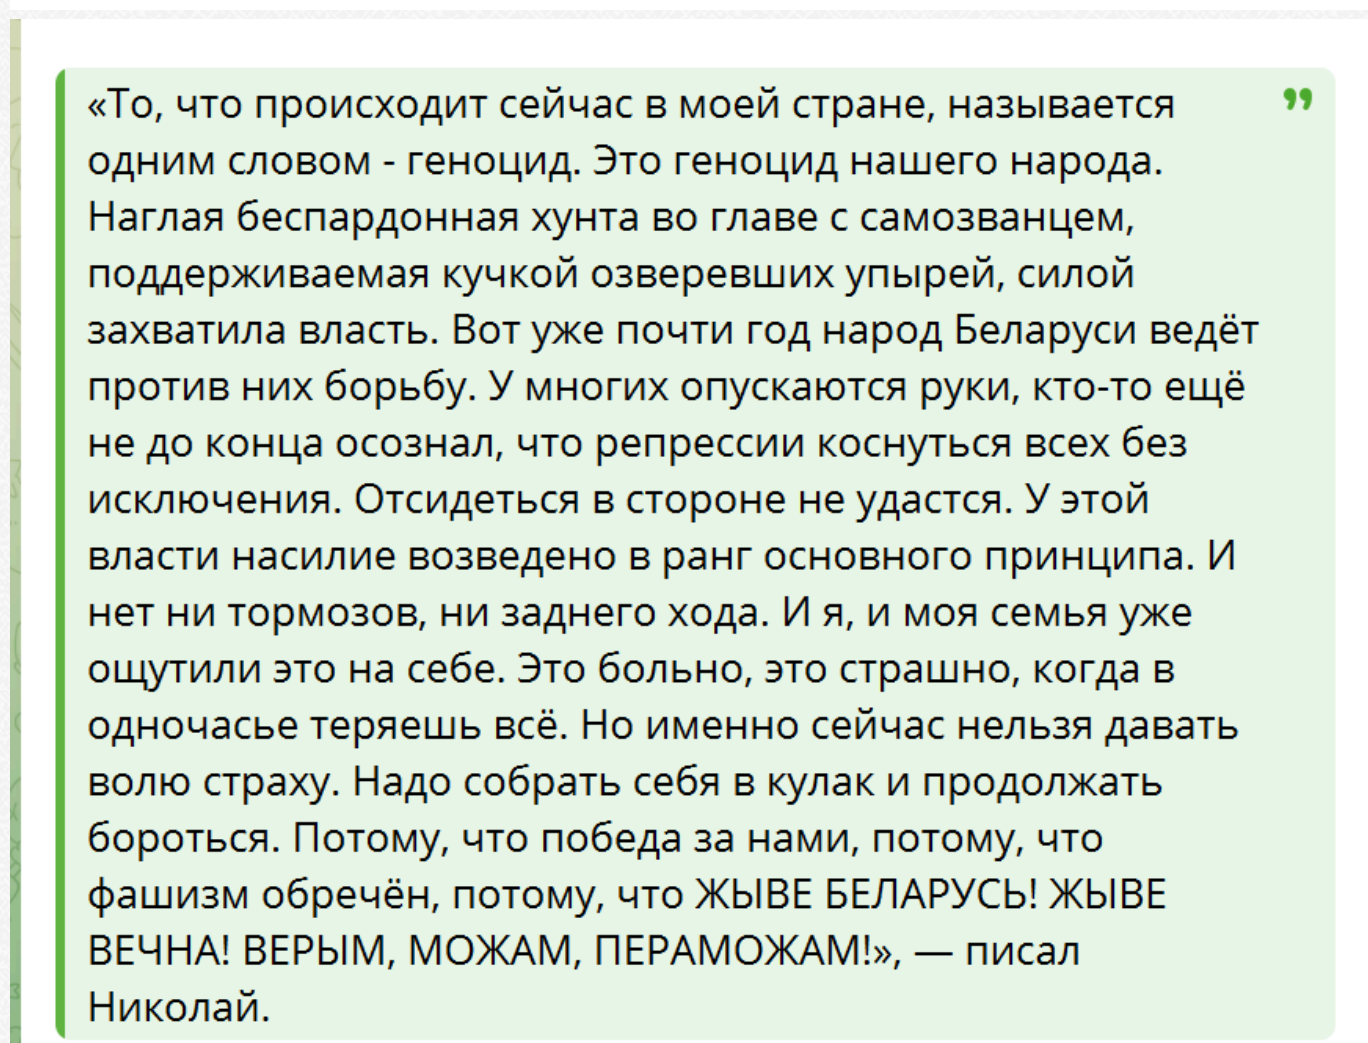 «То, что происходит сейчас в моей стране, называется
одним словом - геноцид. Это геноцид нашего народа.
Наглая беспардонная хунта во главе с самозванцем,
поддерживаемая кучкой озверевших упырей, силой
захватила власть. Вот уже почти год народ Беларуси ведёт
против них борьбу. У многих опускаются руки, кто-то ещё
не до конца осознал, что репрессии коснуться всех без
исключения. Отсидеться в стороне не удастся. У этой
власти насилие возведено в ранг основного принципа. И
нет ни тормозов, ни заднего хода. И я, и моя семья уже
ощутили это на себе. Это больно, это страшно, когда в
одночасье теряешь всё. Но именно сейчас нельзя давать
волю страху. Надо собрать себя в кулак и продолжать
бороться. Потому, что победа за нами, потому, что
фашизм обречён, потому, что ЖЫВЕ БЕЛАРУСЬ! ЖЫВЕ
ВЕЧНА! ВЕРЫМ, МОЖАМ, ПЕРАМОЖАМ!», — писал
Николай.